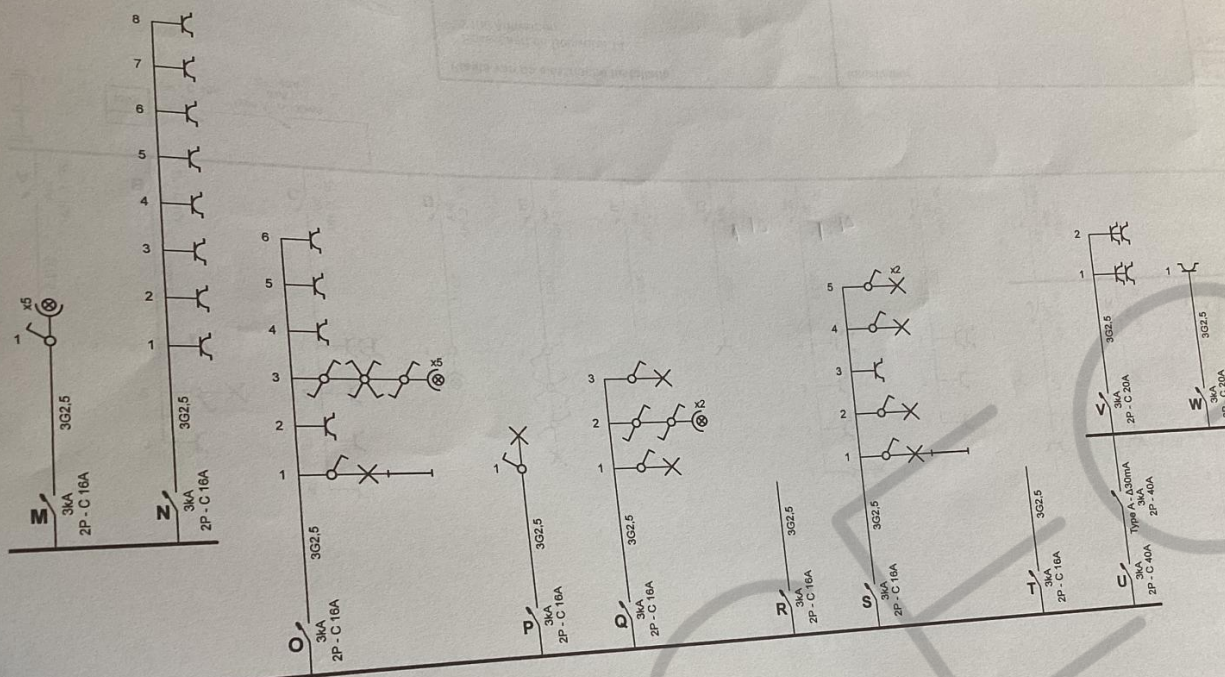 M
3kA
2P - C 16A
3G2,5
1
x5
N
3kA
2P - C 16A
3G2,5
1
2
3
4
5
6
7
8
O
3kA
2P - C 16A
3G2,5
1
2
3
x5
4
5
6
P
3kA
2P - C 16A
3G2,5
1
Q
3kA
2P - C 16A
3G2,5
1
2
x2
3
R
3kA
2P - C 16A
3G2,5
S
3kA
2P - C 16A
3G2,5
1
2
3
4
5
x2
T
3kA
2P - C 16A
3G2,5
U
3kA
2P - C 40A
Type A - Δ30mA
3kA
2P - 40A
V
3kA
2P - C 20A
3G2,5
1
2
W
3kA
2P - C 20A
3G2,5
1